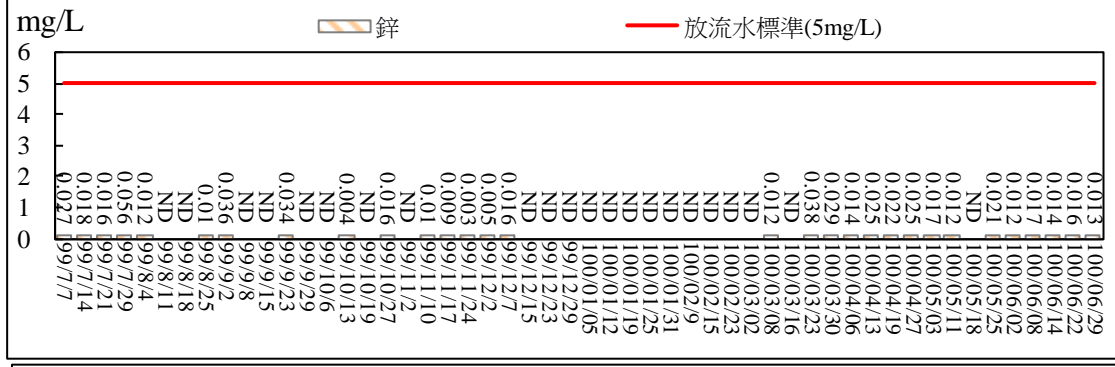 mg/L
鋅 放流水標準(5mg/L)
6
5
4
3
2
1
0
0.027 0.018 0.016 0.056 0.012 ND ND 0.01 0.036 ND ND 0.034 ND ND 0.004 ND 0.016 ND 0.01 0.009 0.003 0.005 0.016 ND ND ND ND ND ND ND ND ND ND ND ND 0.012 ND 0.038 0.029 0.014 0.025 0.022 0.025 0.017 0.012 ND 0.021 0.012 0.017 0.014 0.016 0.013
99/7/7 99/7/14 99/7/21 99/7/29 99/8/4 99/8/11 99/8/18 99/8/25 99/9/2 99/9/8 99/9/15 99/9/23 99/9/29 99/10/6 99/10/13 99/10/19 99/10/27 99/11/2 99/11/10 99/11/17 99/11/24 99/12/2 99/12/7 99/12/15 99/12/23 99/12/29 100/01/05 100/01/12 100/01/19 100/01/25 100/01/31 100/02/9 100/02/15 100/02/23 100/03/02 100/03/08 100/03/16 100/03/23 100/03/30 100/04/06 100/04/13 100/04/19 100/04/27 100/05/03 100/05/11 100/05/18 100/05/25 100/06/02 100/06/08 100/06/14 100/06/22 100/06/29